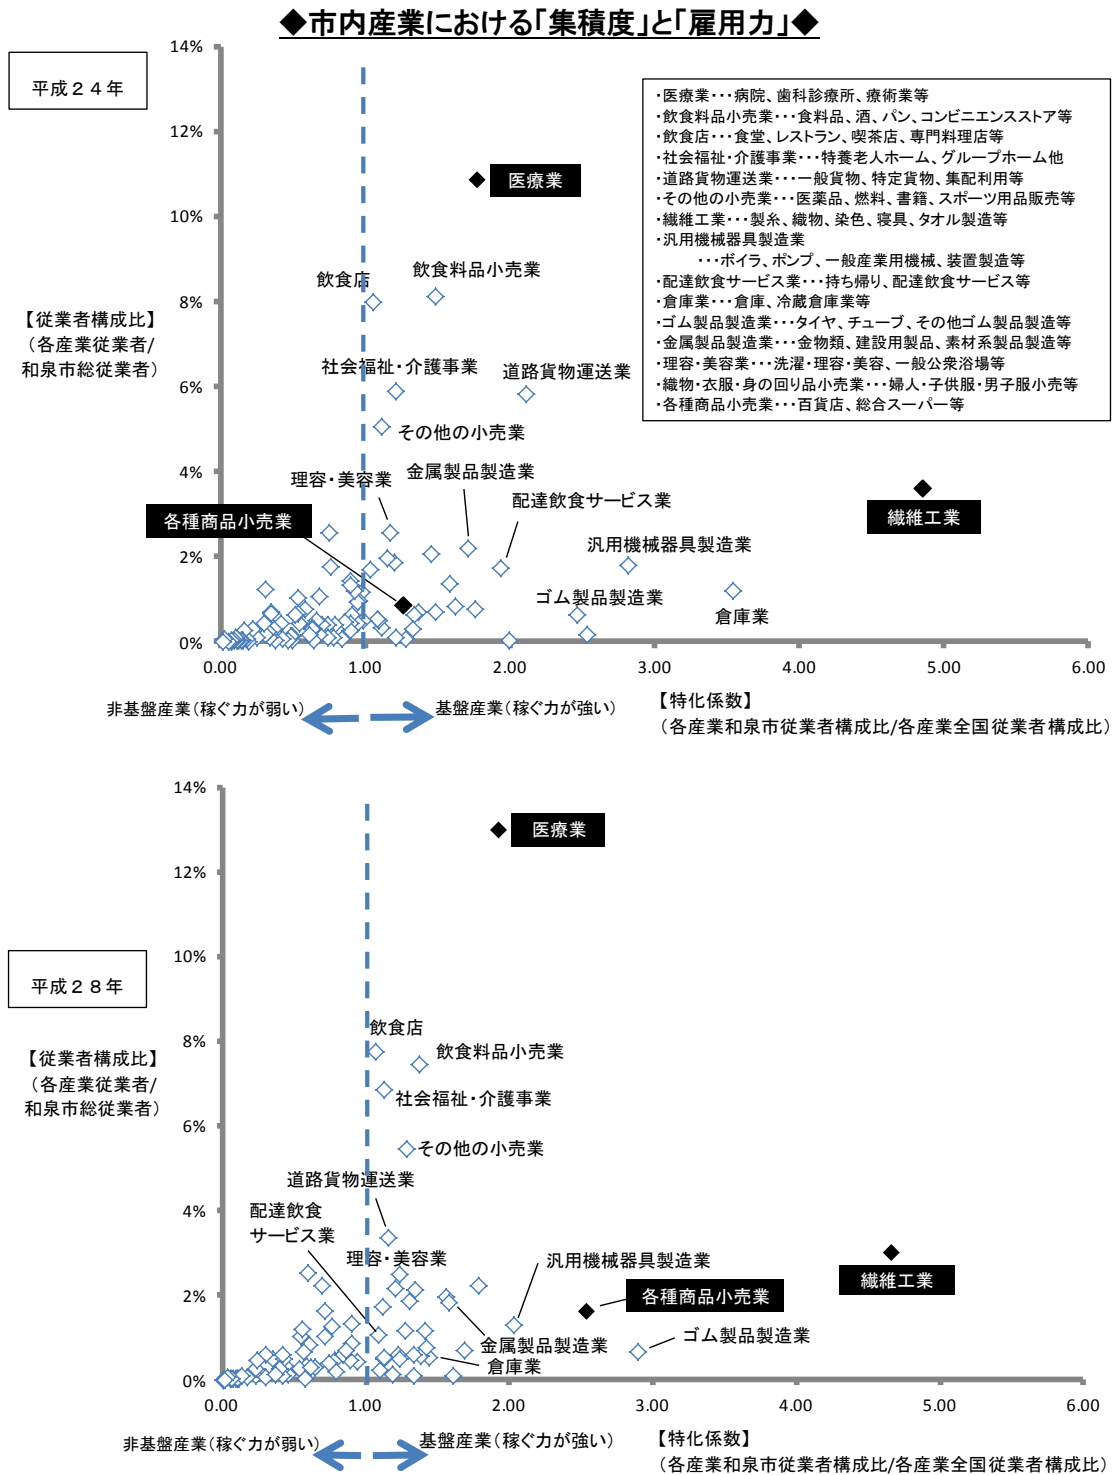 ◆市内産業における「集積度」と「雇用力」◆
平成２４年
14%
12%
10%
8%
6%
4%
2%
0%
【従業者構成比】
（各産業従業者/
和泉市総従業者）
・医療業・・・病院、歯科診療所、療術業等
・飲食料品小売業・・・食料品、酒、パン、コンビニエンスストア等
・飲食店・・・食堂、レストラン、喫茶店、専門料理店等
・社会福祉・介護事業・・・特養老人ホーム、グループホーム他
・道路貨物運送業・・・一般貨物、特定貨物、集配利用等
・その他の小売業・・・医薬品、燃料、書籍、スポーツ用品販売等
・繊維工業・・・製糸、織物、染色、寝具、タオル製造等
・汎用機械器具製造業
・・・ボイラ、ポンプ、一般産業用機械、装置製造等
・配達飲食サービス業・・・持ち帰り、配達飲食サービス等
・倉庫業・・・倉庫、冷蔵倉庫業等
・ゴム製品製造業・・・タイヤ、チューブ、その他ゴム製品製造等
・金属製品製造業・・・金物類、建設用製品、素材系製品製造等
・理容・美容業・・・洗濯・理容・美容、一般公衆浴場等
・織物・衣服・身の回り品小売業・・・婦人・子供服・男子服小売等
・各種商品小売業・・・百貨店、総合スーパー等
医療業
飲食店
飲食料品小売業
社会福祉・介護事業
道路貨物運送業
その他の小売業
理容・美容業
金属製品製造業
配達飲食サービス業
各種商品小売業
繊維工業
汎用機械器具製造業
ゴム製品製造業
倉庫業
0.00 1.00 2.00 3.00 4.00 5.00 6.00
非基盤産業（稼ぐ力が弱い）
基盤産業（稼ぐ力が強い）
【特化係数】
（各産業和泉市従業者構成比/各産業全国従業者構成比）
平成２８年
14%
12%
10%
8%
6%
4%
2%
0%
【従業者構成比】
（各産業従業者/
和泉市総従業者）
医療業
飲食店
飲食料品小売業
社会福祉・介護事業
その他の小売業
道路貨物運送業
配達飲食
サービス業
理容・美容業
汎用機械器具製造業
各種商品小売業
繊維工業
金属製品製造業
ゴム製品製造業
倉庫業
0.00 1.00 2.00 3.00 4.00 5.00 6.00
非基盤産業（稼ぐ力が弱い）
基盤産業（稼ぐ力が強い）
【特化係数】
（各産業和泉市従業者構成比/各産業全国従業者構成比）